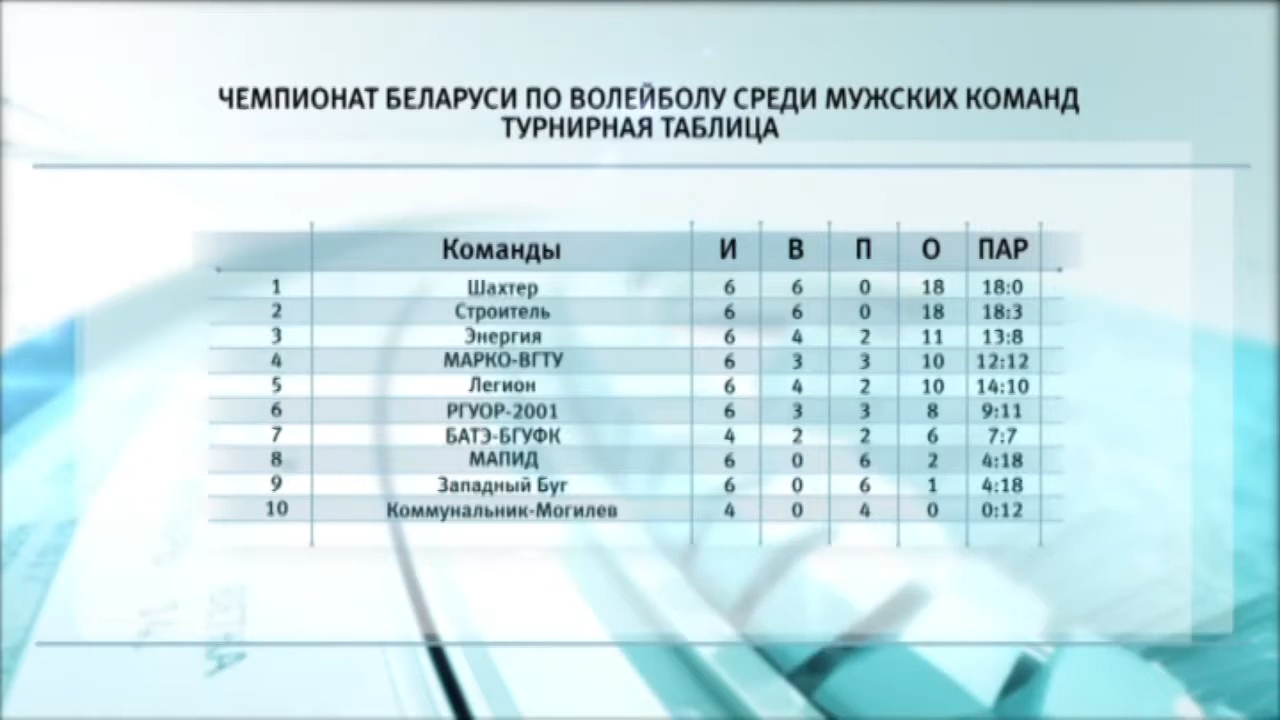 ЧЕМПИОНАТ БЕЛАРУСИ ПО ВОЛЕЙБОЛУ СРЕДИ МУЖСКИХ КОМАНД
ТУРНИРНАЯ ТАБЛИЦА
Команды И В П О ПАР
1 Шахтер 6 6 0 18 18:0
2 Строитель 6 6 0 18 18:3
3 Энергия 6 4 2 11 13:8
4 МАРКО-ВГТУ 6 3 3 10 12:12
5 Легион 6 4 2 10 14:10
6 РГУОР-2001 6 3 3 8 9:11
7 БАТЭ-БГУФК 4 2 2 6 7:7
8 МАПИД 6 0 6 2 4:18
9 Западный Буг 6 0 6 1 4:18
10 Коммунальник-Могилев 4 0 4 0 0:12